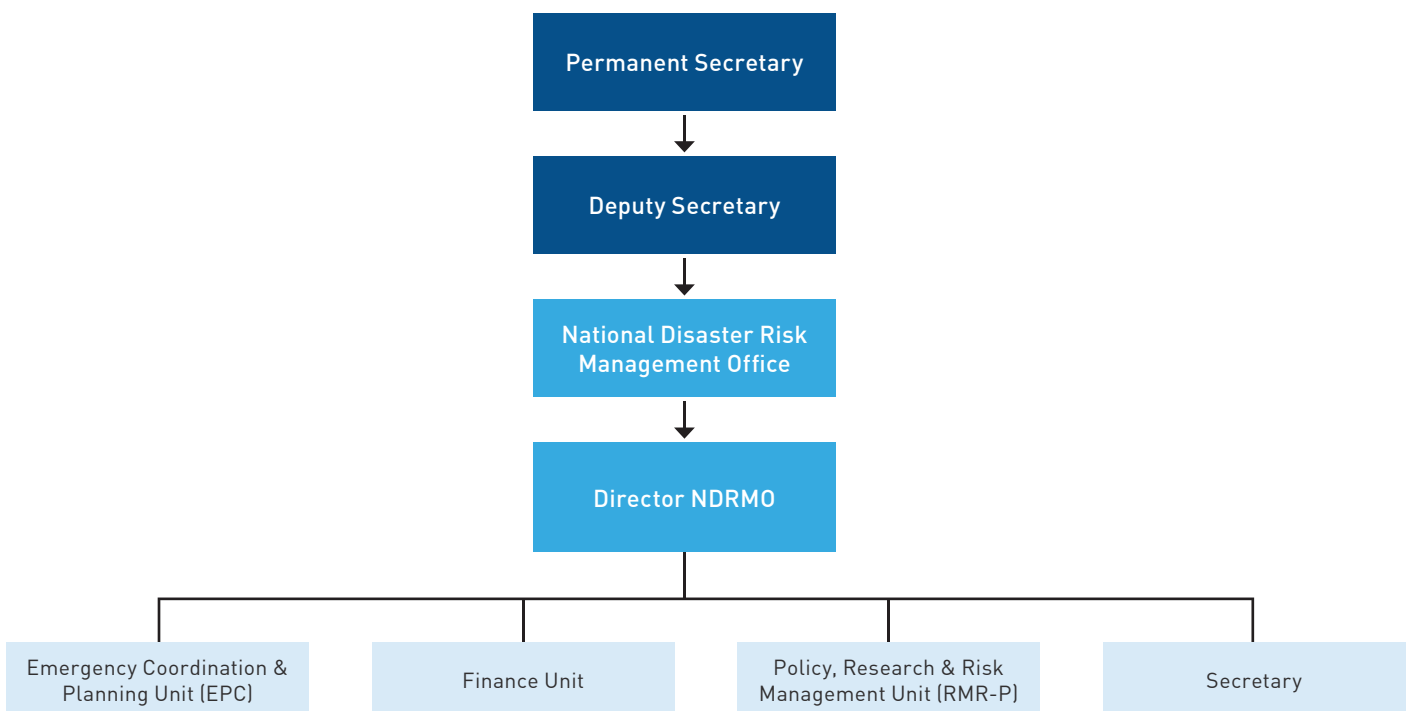 Permanent Secretary
Deputy Secretary
National Disaster Risk
Management Office
Director NDRMO
Emergency Coordination &
Planning Unit (EPC)
Finance Unit
Policy, Research & Risk
Management Unit (RMR-P)
Secretary